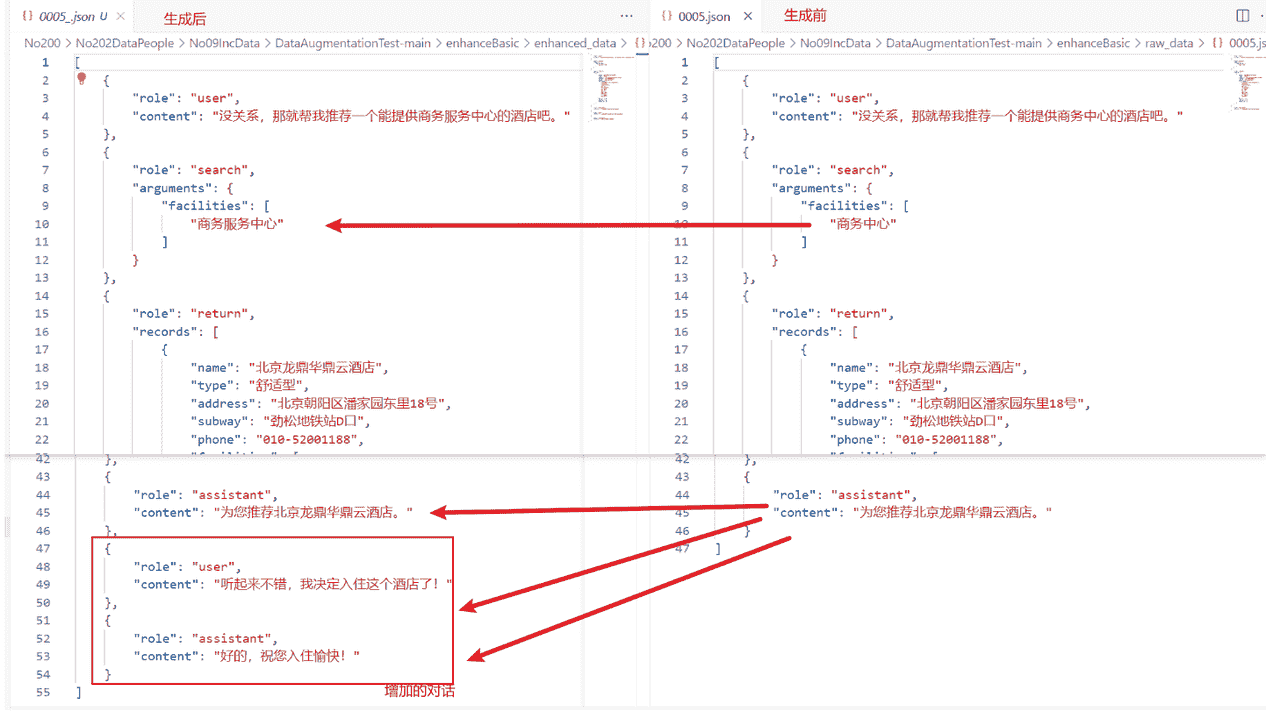 {} 0005_.json U ×
生成后
...
No200 > No202DataPeople > No09IncData > DataAugmentationTest-main > enhanceBasic > enhanced_data > {}
1 [
2 {
3 "role": "user",
4 "content": "没关系，那就帮我推荐一个能提供商务服务中心的酒店吧。"
5 },
6 {
7 "role": "search",
8 "arguments": {
9 "facilities": [
10 "商务服务中心"
11 ]
12 }
13 },
14 {
15 "role": "return",
16 "records": [
17 {
18 "name": "北京龙鼎华鼎云酒店",
19 "type": "舒适型",
20 "address": "北京朝阳区潘家园东里18号",
21 "subway": "劲松地铁站D口",
22 "phone": "010-52001188",
42 },
43 {
44 "role": "assistant",
45 "content": "为您推荐北京龙鼎华鼎云酒店。"
46 },
47 {
48 "role": "user",
49 "content": "听起来不错，我决定入住这个酒店了！"
50 },
51 {
52 "role": "assistant",
53 "content": "好的，祝您入住愉快！"
54 }
增加的对话
55 ]
{} 0005.json ×
生成前
o200 > No202DataPeople > No09IncData > DataAugmentationTest-main > enhanceBasic > raw_data > {} 0005.js
1 [
2 {
3 "role": "user",
4 "content": "没关系，那就帮我推荐一个能提供商务中心的酒店吧。"
5 },
6 {
7 "role": "search",
8 "arguments": {
9 "facilities": [
10 "商务中心"
11 ]
12 }
13 },
14 {
15 "role": "return",
16 "records": [
17 {
18 "name": "北京龙鼎华鼎云酒店",
19 "type": "舒适型",
20 "address": "北京朝阳区潘家园东里18号",
21 "subway": "劲松地铁站D口",
22 "phone": "010-52001188",
42 },
43 {
44 "role": "assistant",
45 "content": "为您推荐北京龙鼎华鼎云酒店。"
46 }
47 ]